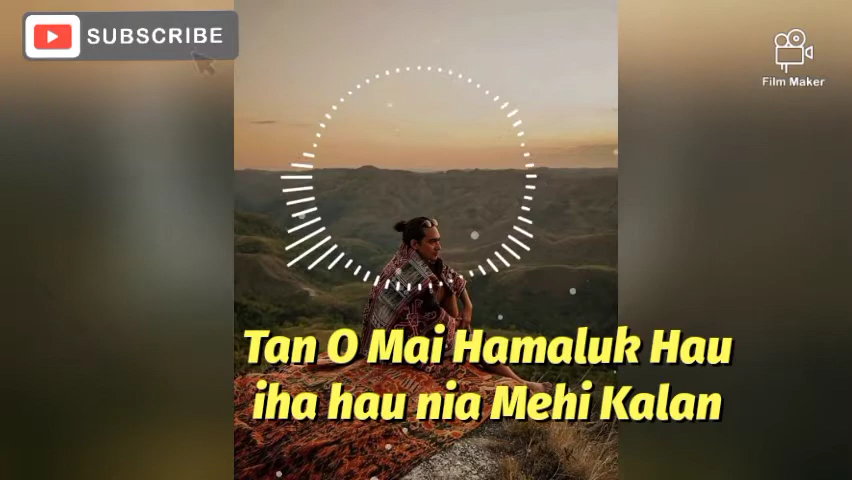 SUBSCRIBE
Film Maker
Tan O Mai Hamaluk Hau
iha hau nia Mehi Kalan